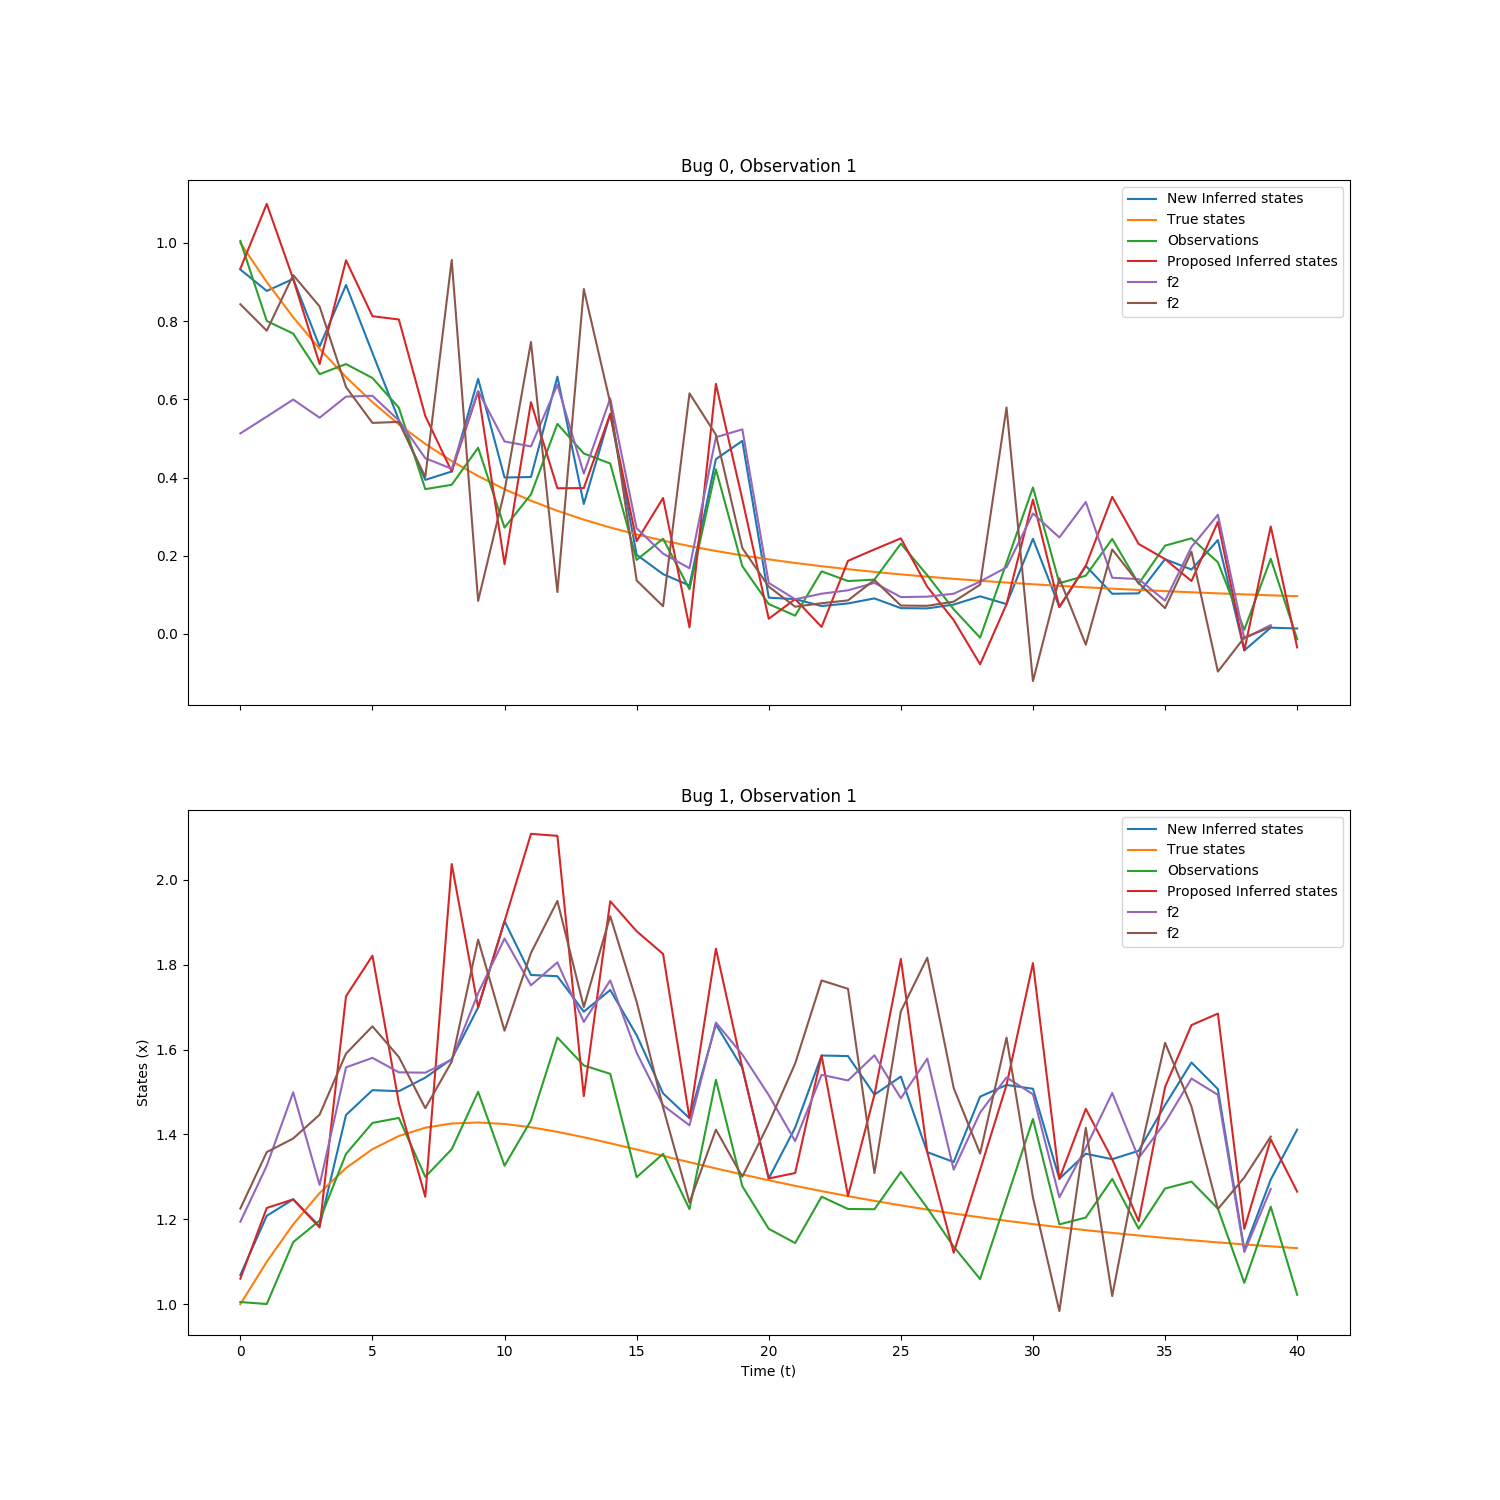 Bug 0, Observation 1
New Inferred states
True states
Observations
Proposed Inferred states
f2
f2
1.0
0.8
0.6
0.4
0.2
0.0
Bug 1, Observation 1
New Inferred states
True states
Observations
Proposed Inferred states
f2
f2
2.0
1.8
1.6
1.4
1.2
1.0
States (x)
0 5 10 15 20 25 30 35 40
Time (t)